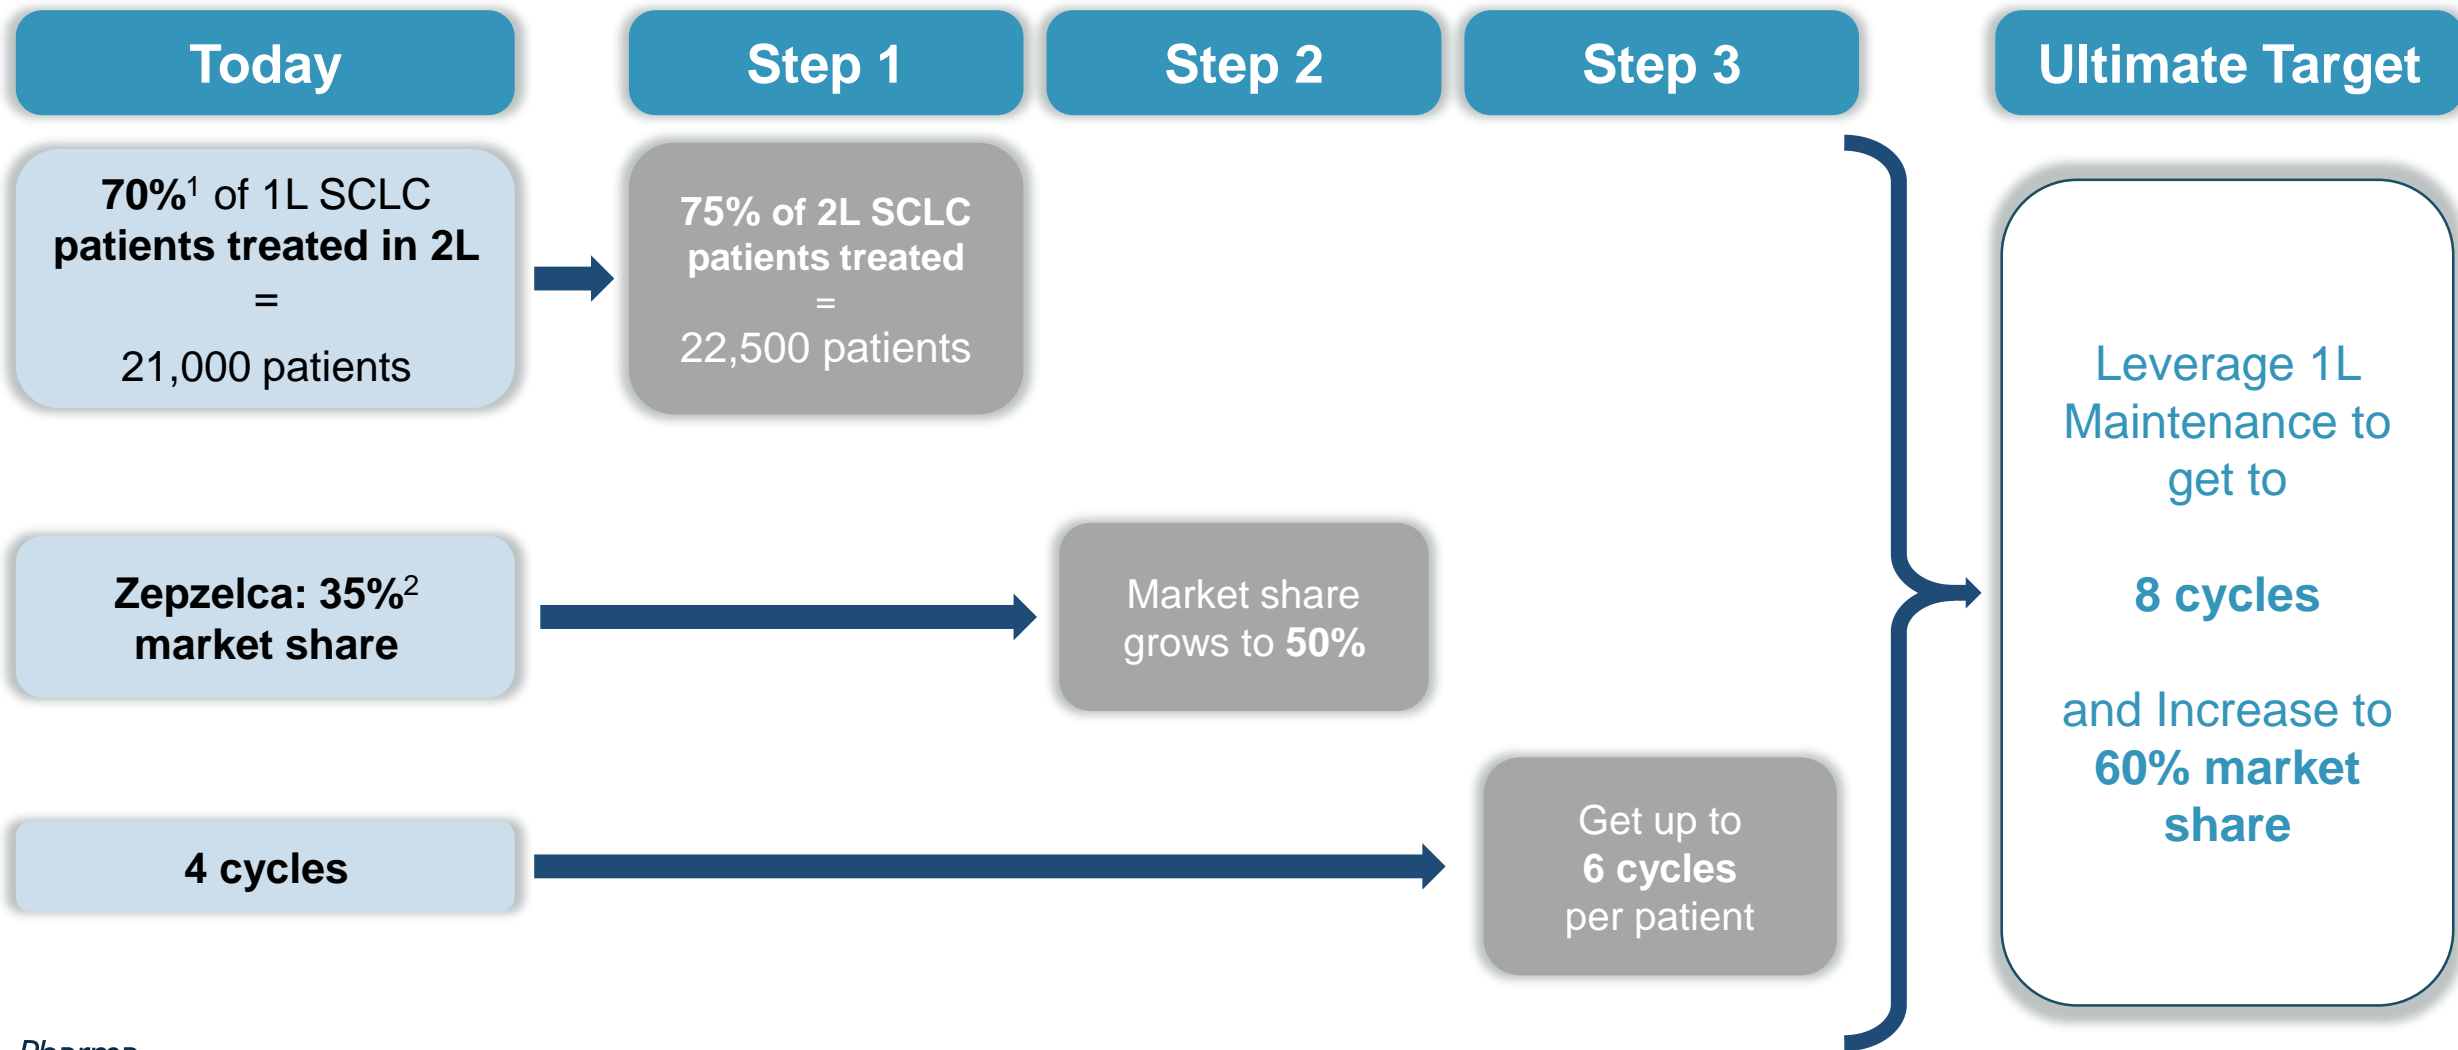 Today
Step 1
Step 2
Step 3
Ultimate Target
70%1 of 1L SCLC
patients treated in 2L
=
21,000 patients
75% of 2L SCLC
patients treated
=
22,500 patients
Zepzelca: 35%2
market share
Market share
grows to 50%
4 cycles
Get up to
6 cycles
per patient
Leverage 1L
Maintenance to
get to
8 cycles
and Increase to
60% market
share
Pharma